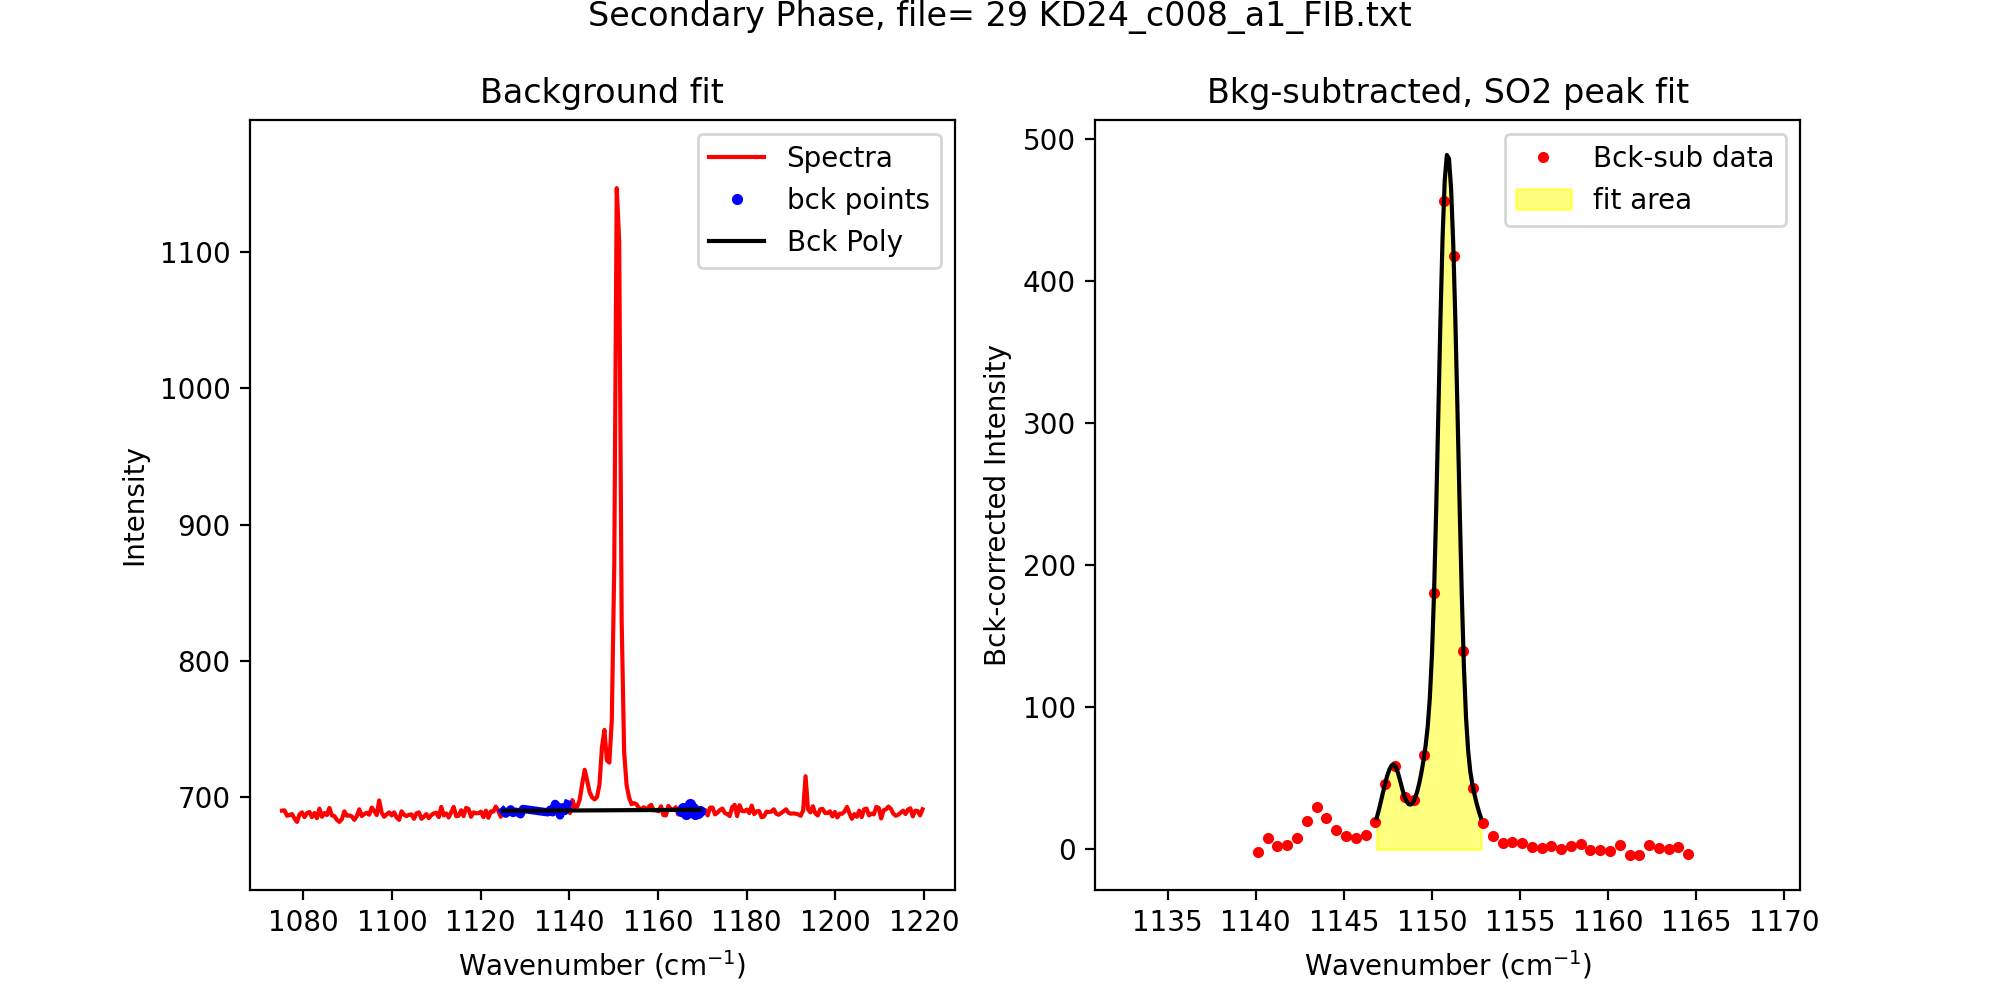 Secondary Phase, file= 29 KD24_c008_a1_FIB.txt
Background fit
Spectra
bck points
Bck Poly
Intensity
1100
1000
900
800
700
1080 1100 1120 1140 1160 1180 1200 1220
Wavenumber (cm⁻¹)
Bkg-subtracted, SO2 peak fit
Bck-sub data
fit area
Bck-corrected Intensity
500
400
300
200
100
0
1135 1140 1145 1150 1155 1160 1165 1170
Wavenumber (cm⁻¹)